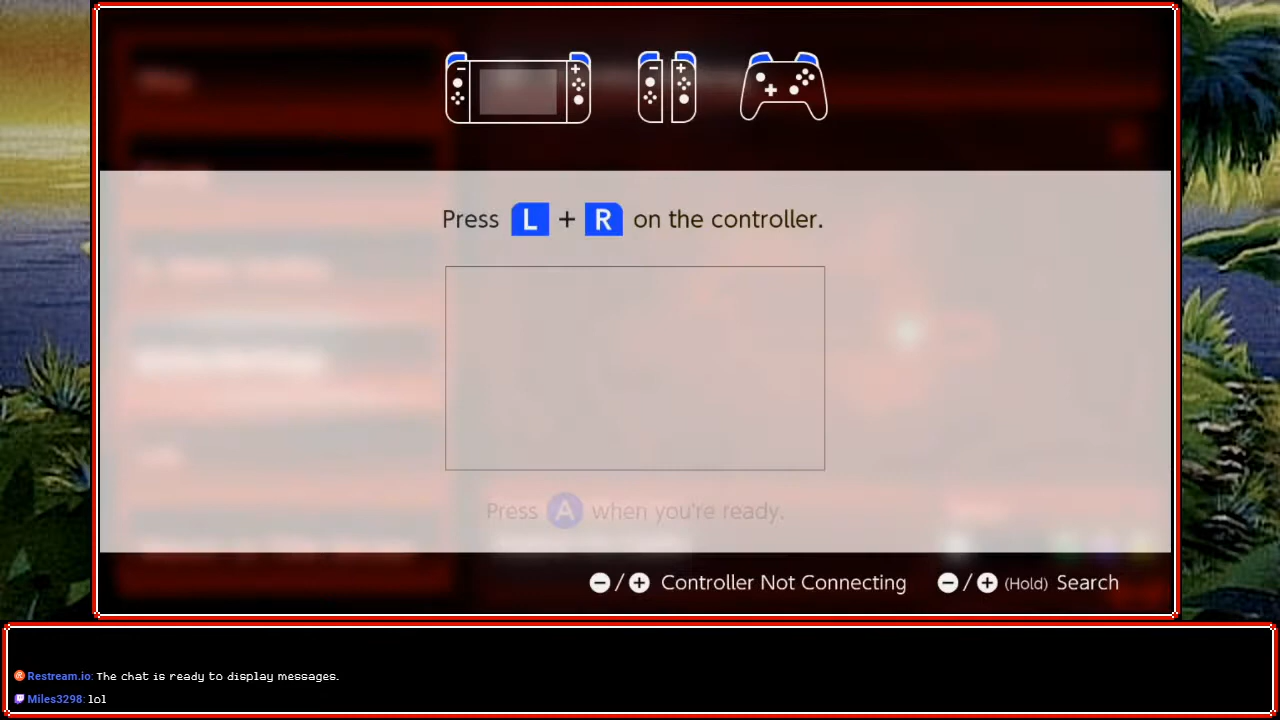 Press L + R on the controller.
Press A when you're ready.
−/+ Controller Not Connecting −/+ (Hold) Search
Restream.io: The chat is ready to display messages.
Miles3298: lol